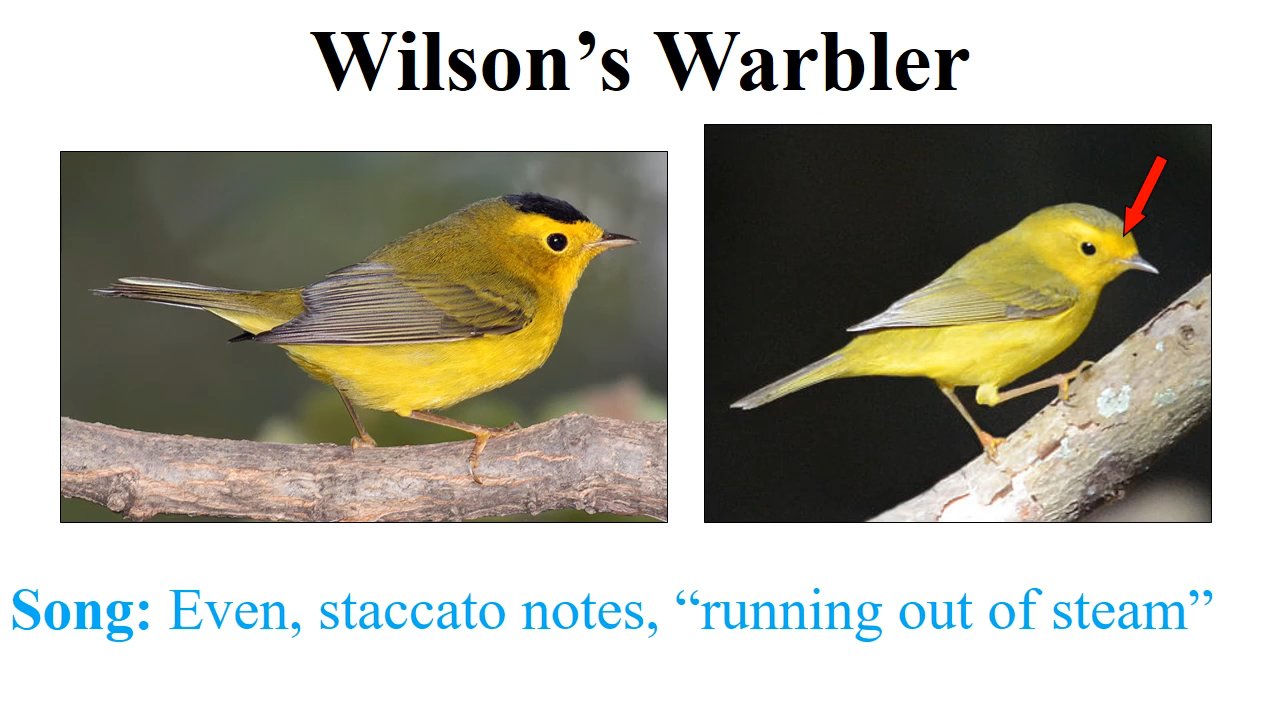 Wilson’s Warbler
Song: Even, staccato notes, “running out of steam”